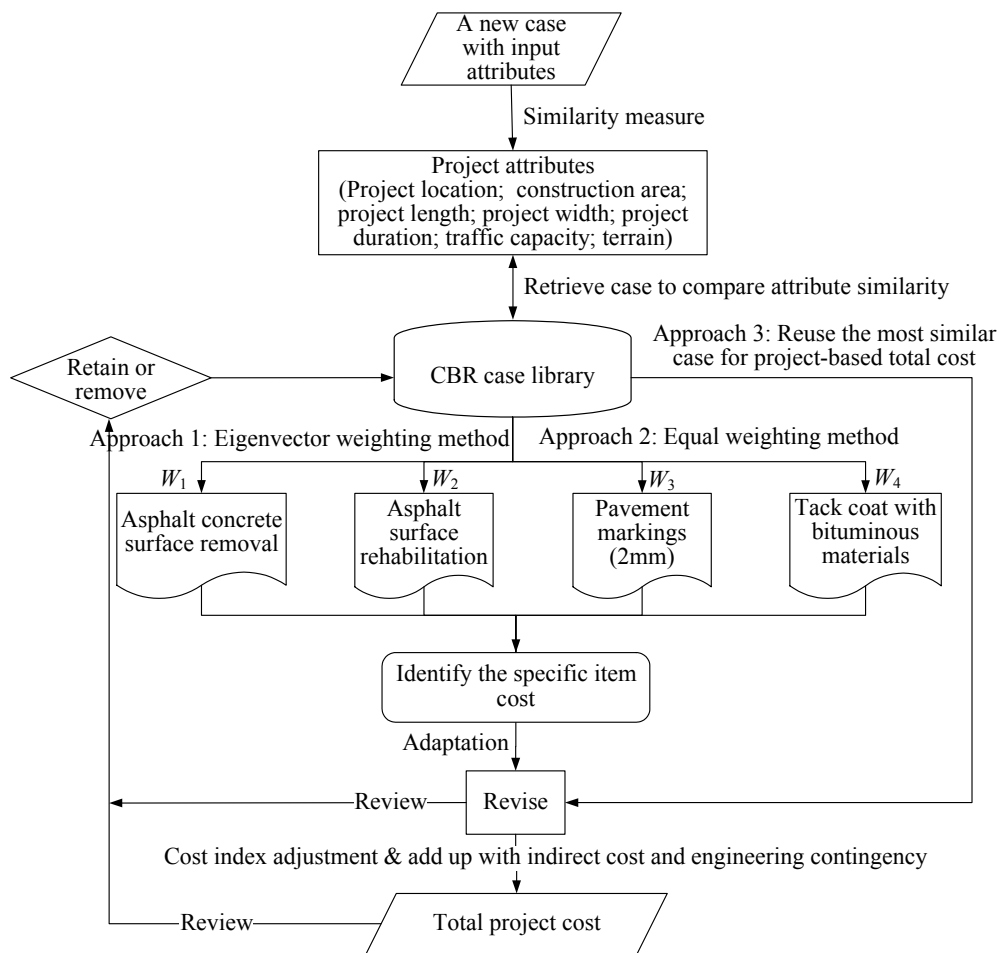 A new case
with input
attributes
Similarity measure
Project attributes
(Project location; construction area;
project length; project width; project
duration; traffic capacity; terrain)
Retrieve case to compare attribute similarity
Approach 3: Reuse the most similar
case for project-based total cost
Retain or
remove
CBR case library
Approach 1: Eigenvector weighting method
Approach 2: Equal weighting method
W1
W2
W3
W4
Asphalt concrete
surface removal
Asphalt
surface
rehabilitation
Pavement
markings
(2mm)
Tack coat with
bituminous
materials
Identify the specific item
cost
Adaptation
Review
Revise
Cost index adjustment & add up with indirect cost and engineering contingency
Review
Total project cost